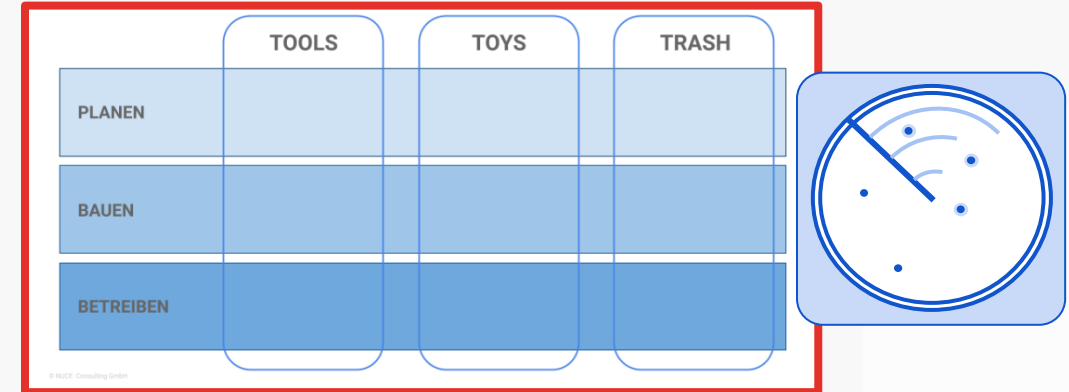 TOOLS TOYS TRASH
PLANEN
BAUEN
BETREIBEN
© NUCE Consulting GmbH